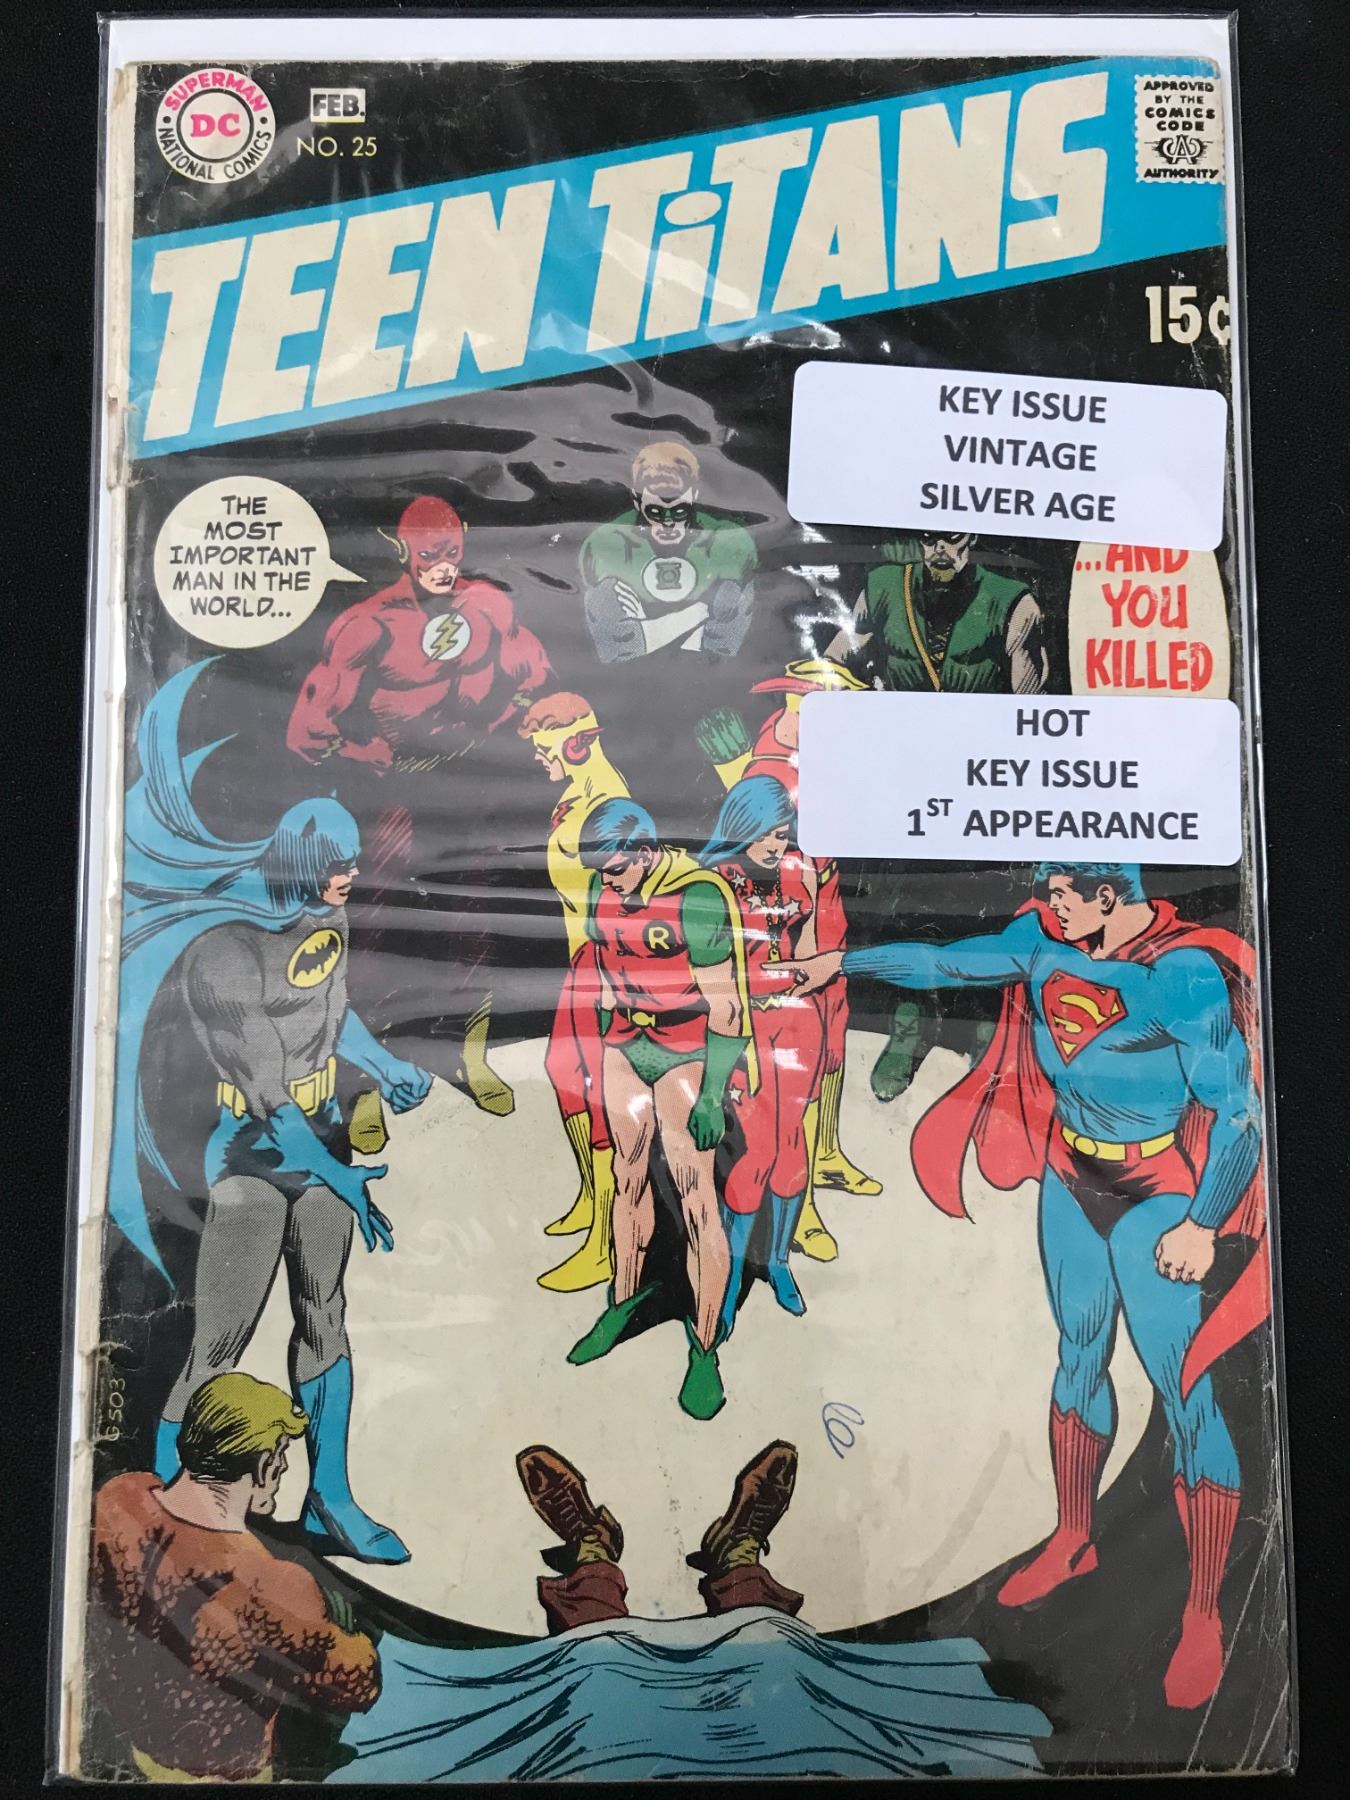 SUPERMAN
DC
NATIONAL COMICS
FEB.
NO. 25
APPROVED
BY THE
COMICS
CODE
AUTHORITY
TEEN TITANS
15¢
KEY ISSUE
VINTAGE
SILVER AGE
THE
MOST
IMPORTANT
MAN IN THE
WORLD...
...AND
YOU
KILLED
HOT
KEY ISSUE
1ST APPEARANCE
R
S
G503